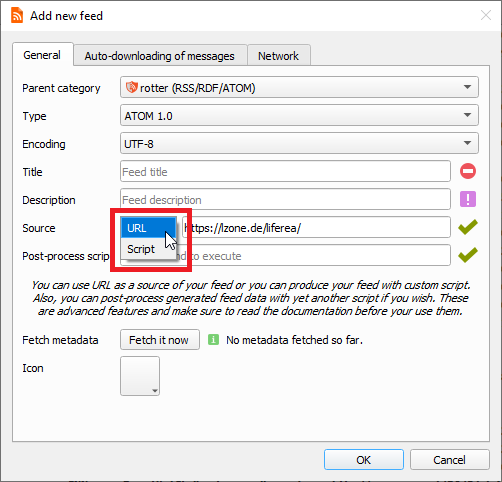 Add new feed
General
Auto-downloading of messages
Network
Parent category
rotter (RSS/RDF/ATOM)
Type
ATOM 1.0
Encoding
UTF-8
Title
Feed title
Description
Feed description
Source
URL
https://lzone.de/liferea/
Script
Post-process script
to execute
You can use URL as a source of your feed or you can produce your feed with custom script.
Also, you can post-process generated feed data with yet another script if you wish. These
are advanced features and make sure to read the documentation before your use them.
Fetch metadata
Fetch it now
No metadata fetched so far.
Icon
OK
Cancel